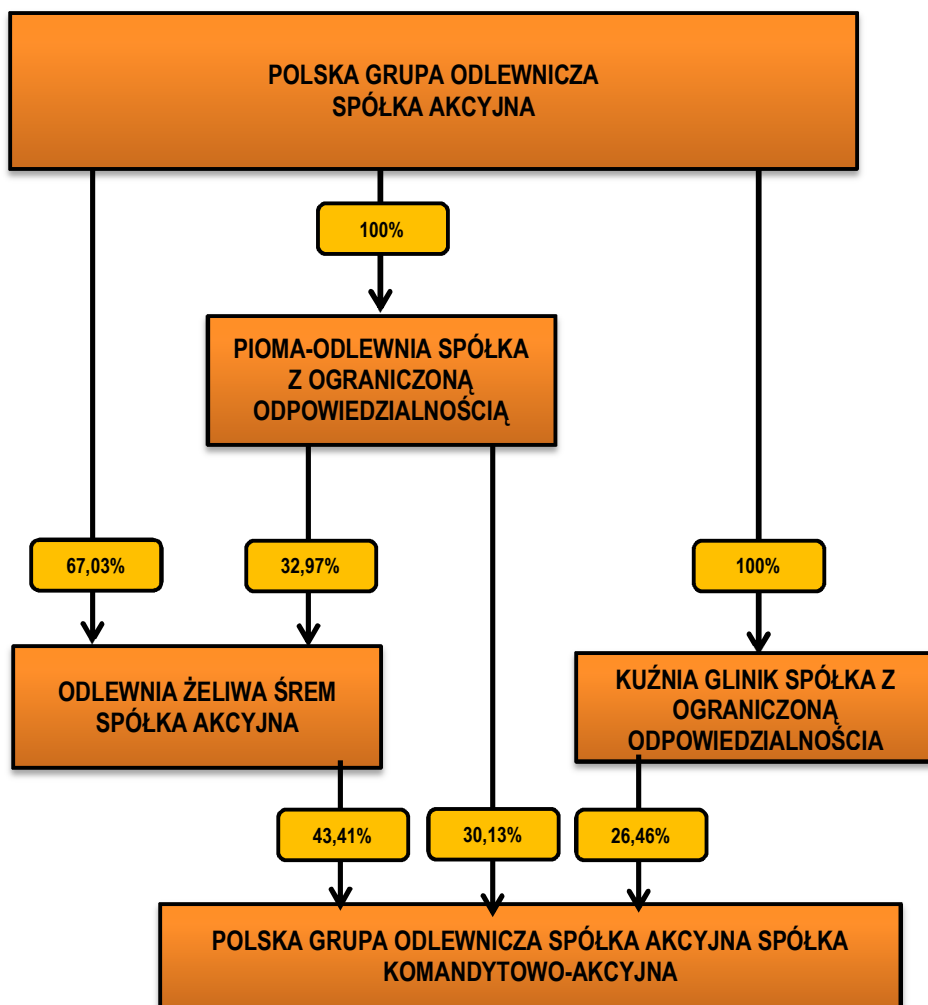 POLSKA GRUPA ODLEWNICZA
SPÓŁKA AKCYJNA
100%
PIOMA-ODLEWNIA SPÓŁKA
Z OGRANICZONĄ
ODPOWIEDZIALNOŚCIĄ
67,03%
32,97%
100%
ODLEWNIA ŻELIWA ŚREM
SPÓŁKA AKCYJNA
KUŹNIA GLINIK SPÓŁKA Z
OGRANICZONĄ
ODPOWIEDZIALNOŚCIA
43,41%
30,13%
26,46%
POLSKA GRUPA ODLEWNICZA SPÓŁKA AKCYJNA SPÓŁKA
KOMANDYTOWO-AKCYJNA